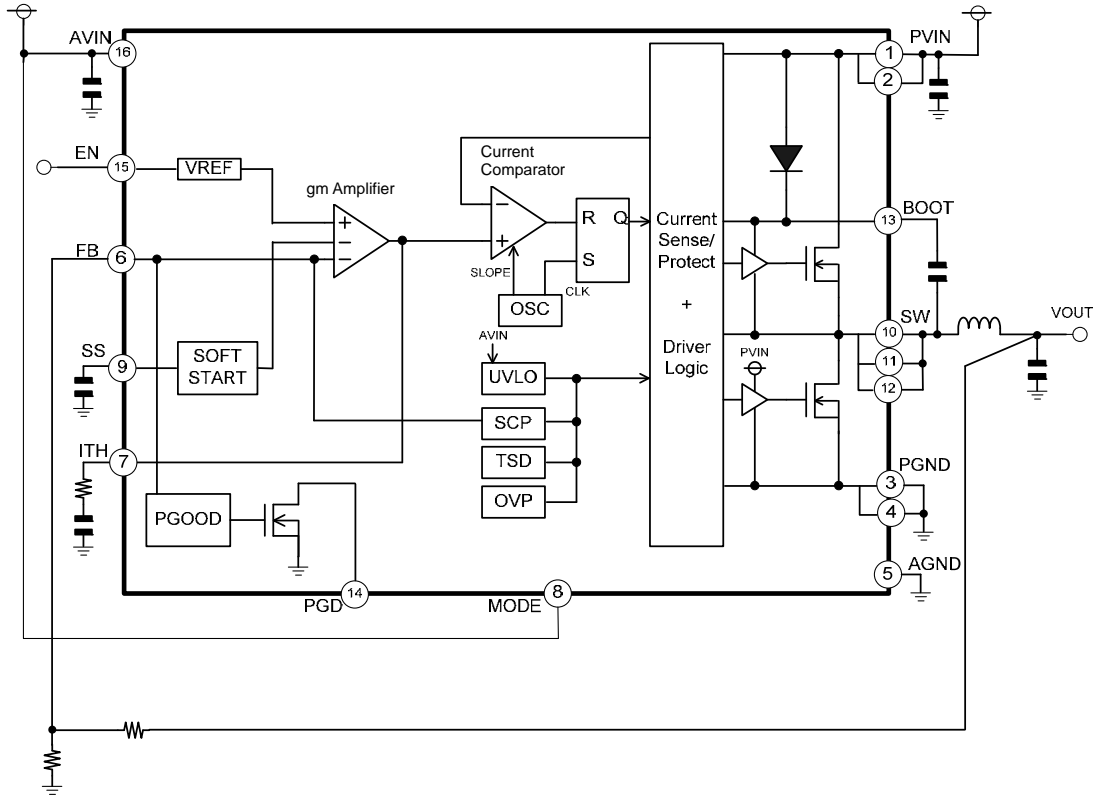 AVIN
16
PVIN
1
2
EN
15
VREF
gm Amplifier
+
−
−
Current
Comparator
−
+
R Q
S
SLOPE
OSC
CLK
Current
Sense/
Protect
+
Driver
Logic
13
BOOT
FB
6
SS
9
SOFT
START
AVIN
UVLO
SCP
TSD
OVP
PVIN
SW
10
11
12
VOUT
ITH
7
PGOOD
PGND
3
4
5
AGND
PGD
14
MODE
8